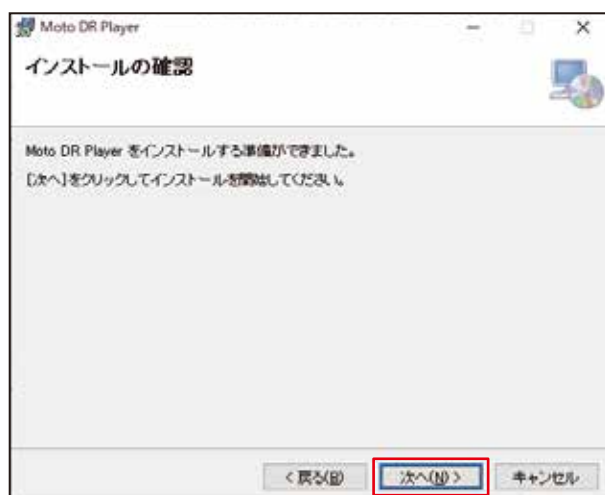 Moto DR Player
インストールの確認
Moto DR Player をインストールする準備ができました。
[次へ]をクリックしてインストールを開始してください。
< 戻る(B)
次へ(N) >
キャンセル